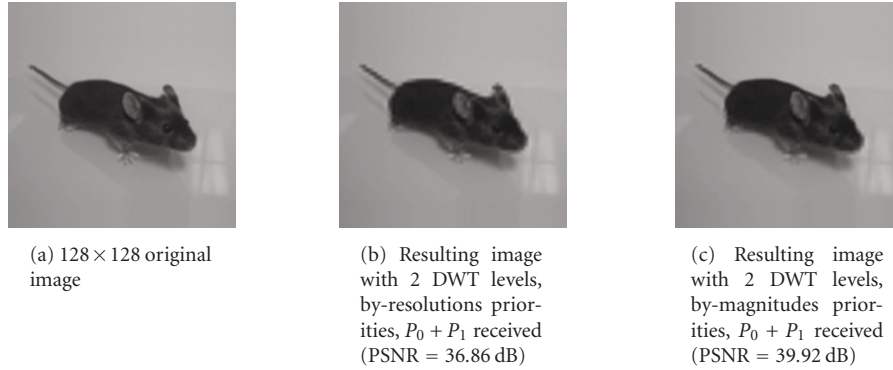 (a) 128 × 128 original
image
(b) Resulting image
with 2 DWT levels,
by-resolutions prior-
ities, P0 + P1 received
(PSNR = 36.86 dB)
(c) Resulting image
with 2 DWT levels,
by-magnitudes prior-
ities, P0 + P1 received
(PSNR = 39.92 dB)